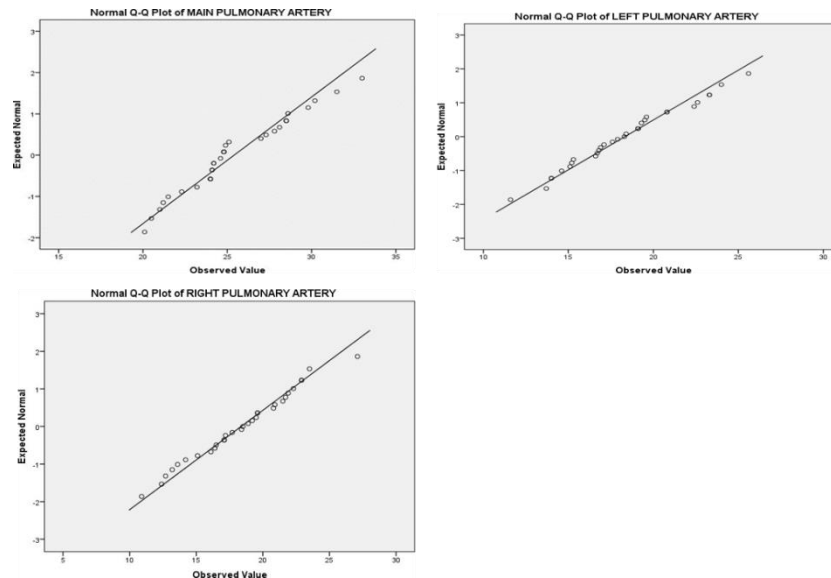 Normal Q-Q Plot of MAIN PULMONARY ARTERY
3
2
1
0
-1
-2
Expected Normal
15 20 25 30 35
Observed Value
Normal Q-Q Plot of LEFT PULMONARY ARTERY
3
2
1
0
-1
-2
-3
Expected Normal
10 15 20 25 30
Observed Value
Normal Q-Q Plot of RIGHT PULMONARY ARTERY
3
2
1
0
-1
-2
-3
Expected Normal
5 10 15 20 25 30
Observed Value